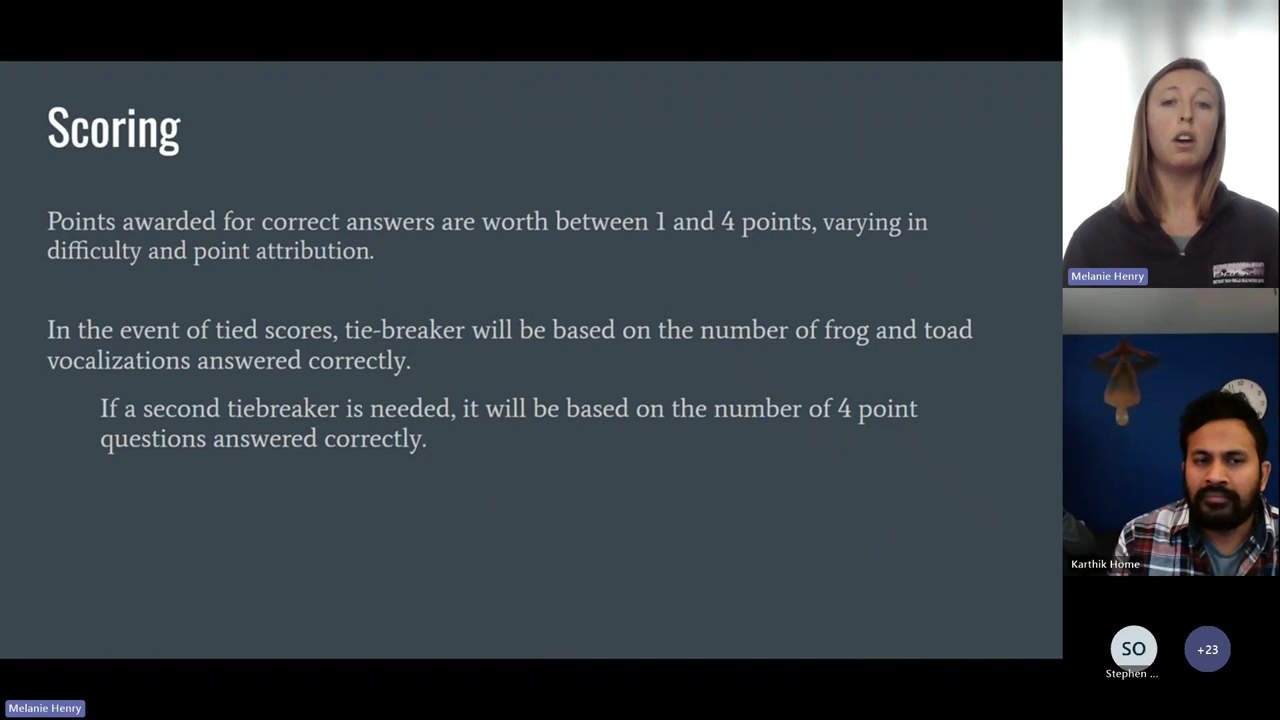 Scoring
Points awarded for correct answers are worth between 1 and 4 points, varying in
difficulty and point attribution.
In the event of tied scores, tie-breaker will be based on the number of frog and toad
vocalizations answered correctly.
If a second tiebreaker is needed, it will be based on the number of 4 point
questions answered correctly.
Melanie Henry
Karthik Home
SO
Stephen ...
+23
Melanie Henry